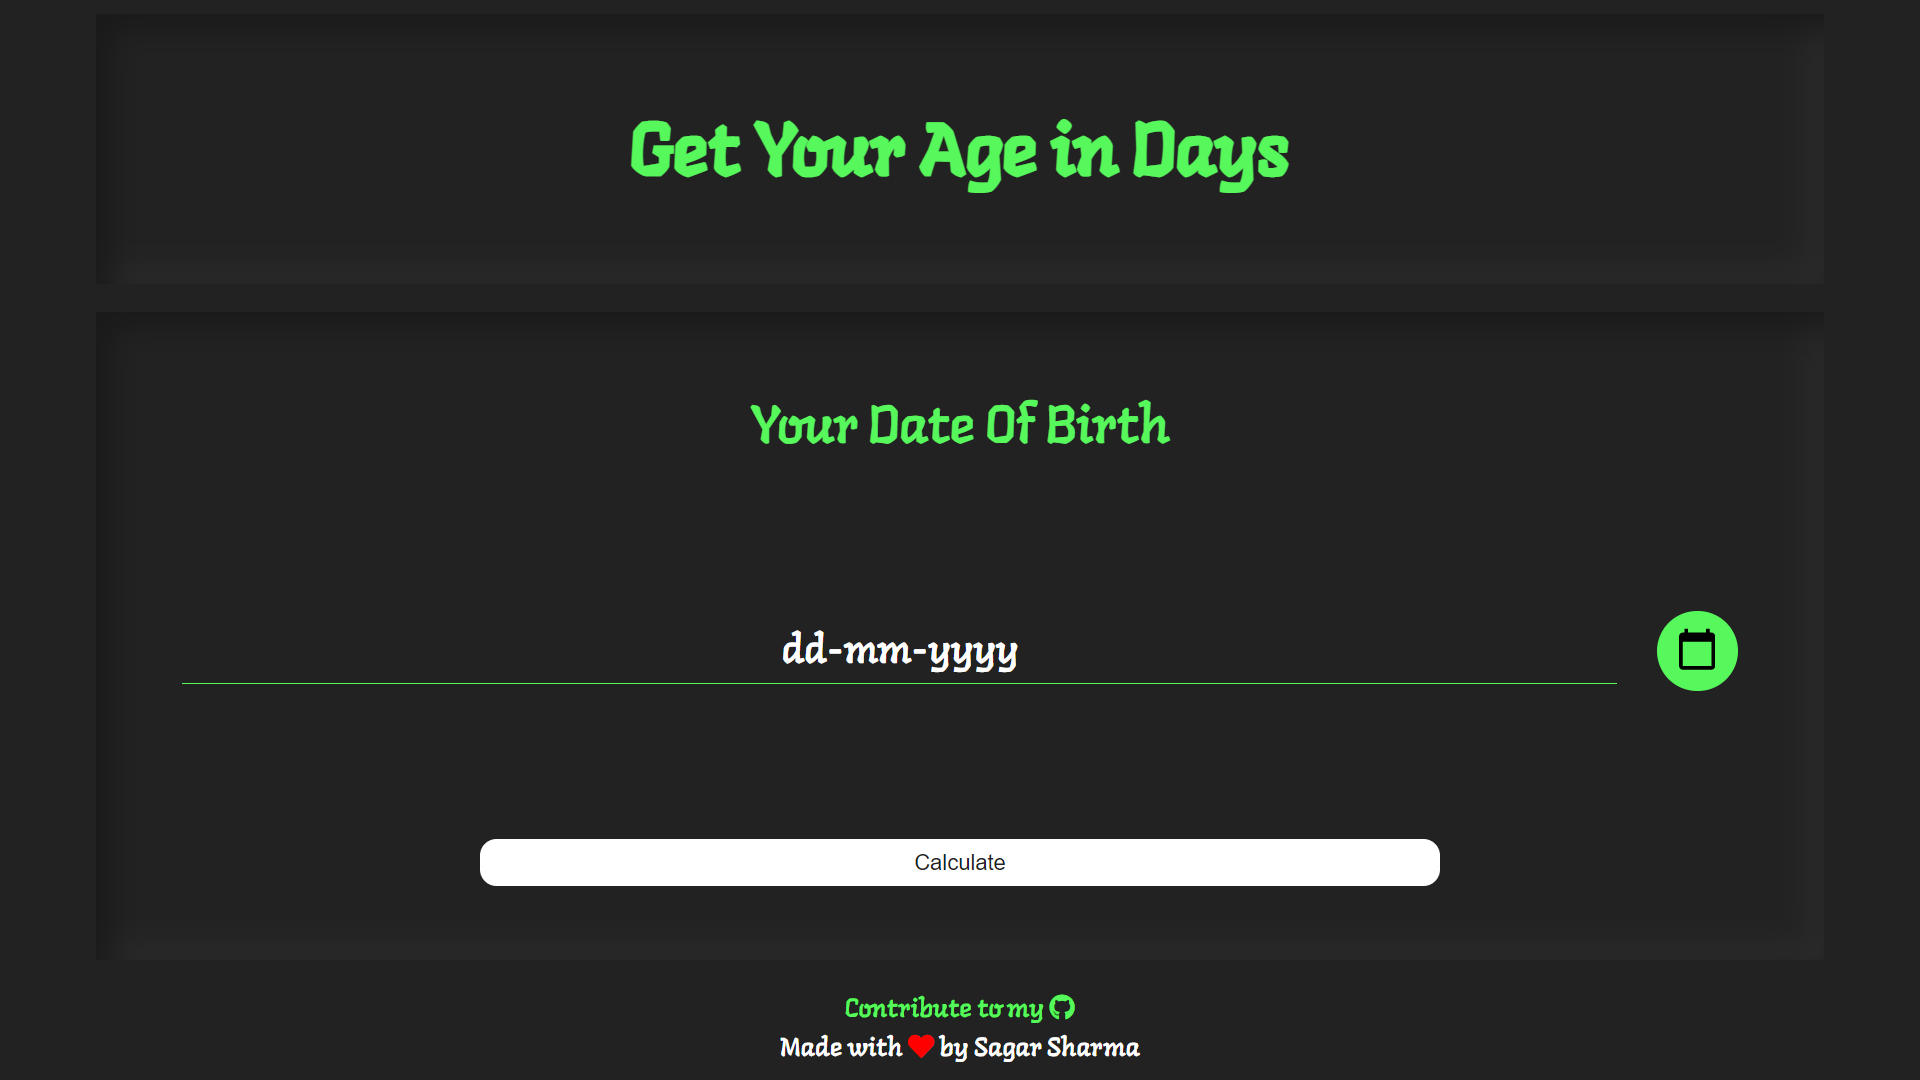 Get Your Age in Days
Your Date Of Birth
dd-mm-yyyy
Calculate
Contribute to my
Made with by Sagar Sharma